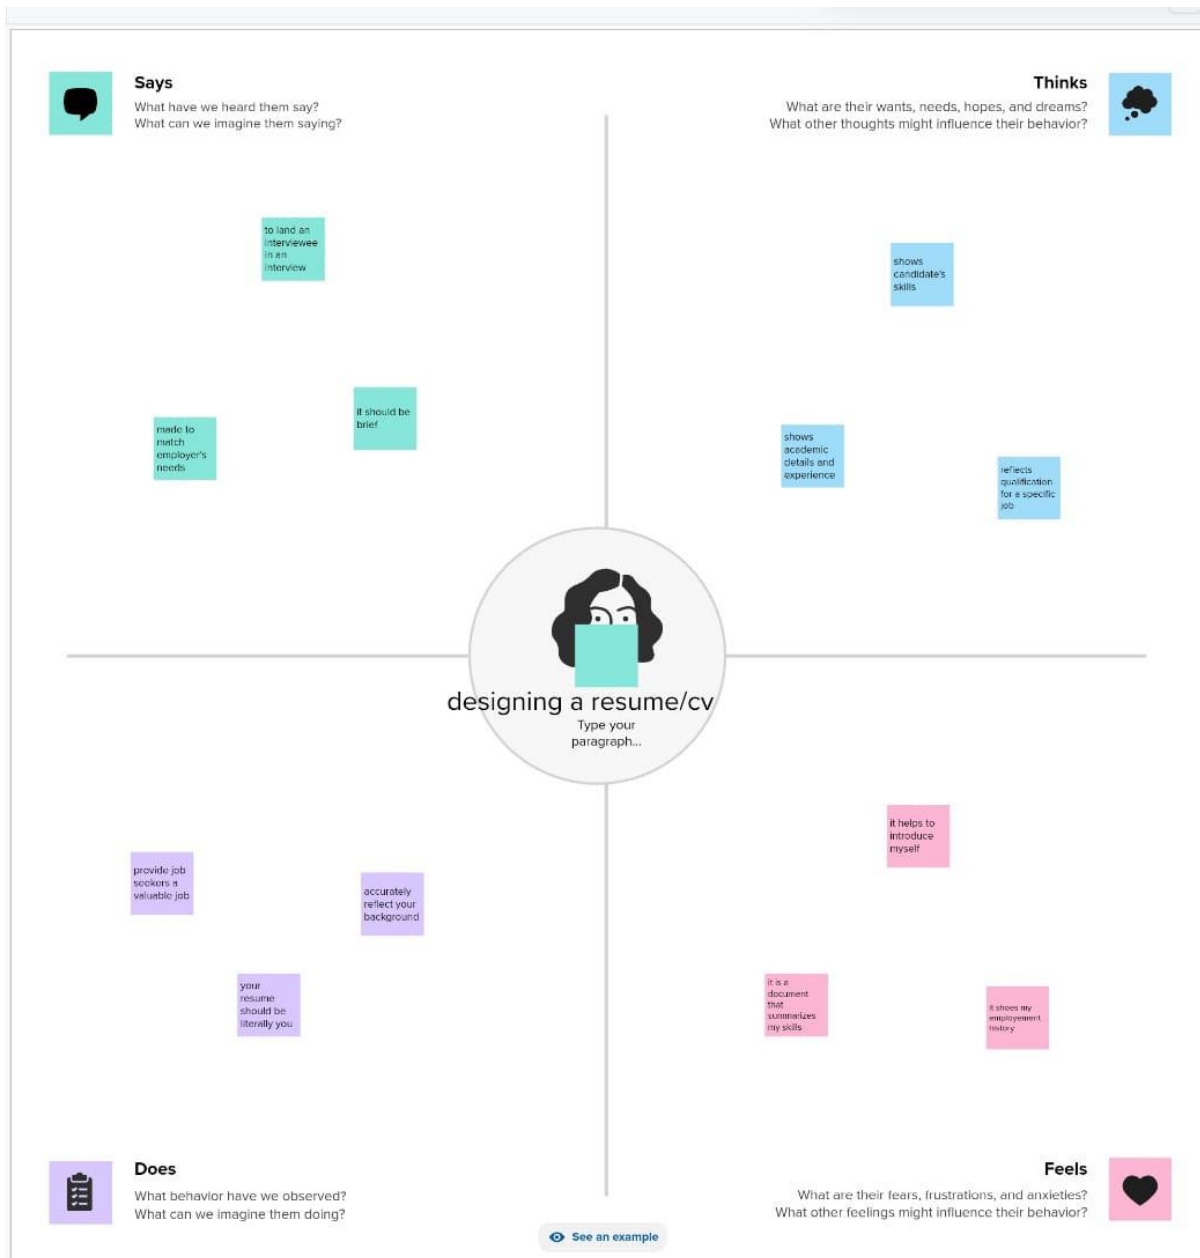 Says
What have we heard them say?
What can we imagine them saying?
Thinks
What are their wants, needs, hopes, and dreams?
What other thoughts might influence their behavior?
to land an
interviewee
in an
interview
made to
match
employer's
needs
it should be
brief
shows
candidate's
skills
shows
academic
details and
experience
reflects
qualification
for a specific
job
designing a resume/cv
Type your
paragraph...
provide job
seekers a
valuable job
accurately
reflect your
background
your
resume
should be
literally you
it helps to
introduce
myself
it is a
document
that
summarizes
my skills
it shoes my
employement
history
Does
What behavior have we observed?
What can we imagine them doing?
Feels
What are their fears, frustrations, and anxieties?
What other feelings might influence their behavior?
See an example